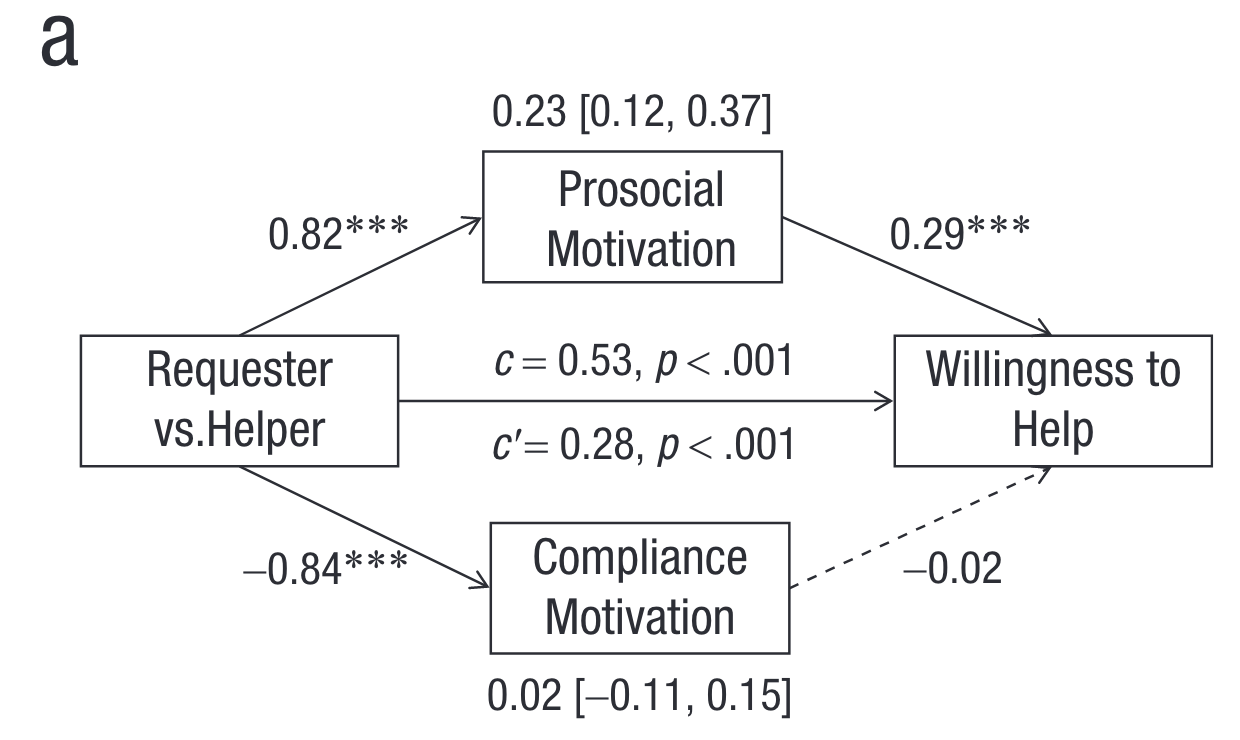 a
0.23 [0.12, 0.37]
Prosocial
Motivation
0.82***
0.29***
Requester
vs.Helper
c = 0.53, p < .001
c′= 0.28, p < .001
Willingness to
Help
−0.84***
Compliance
Motivation
−0.02
0.02 [−0.11, 0.15]